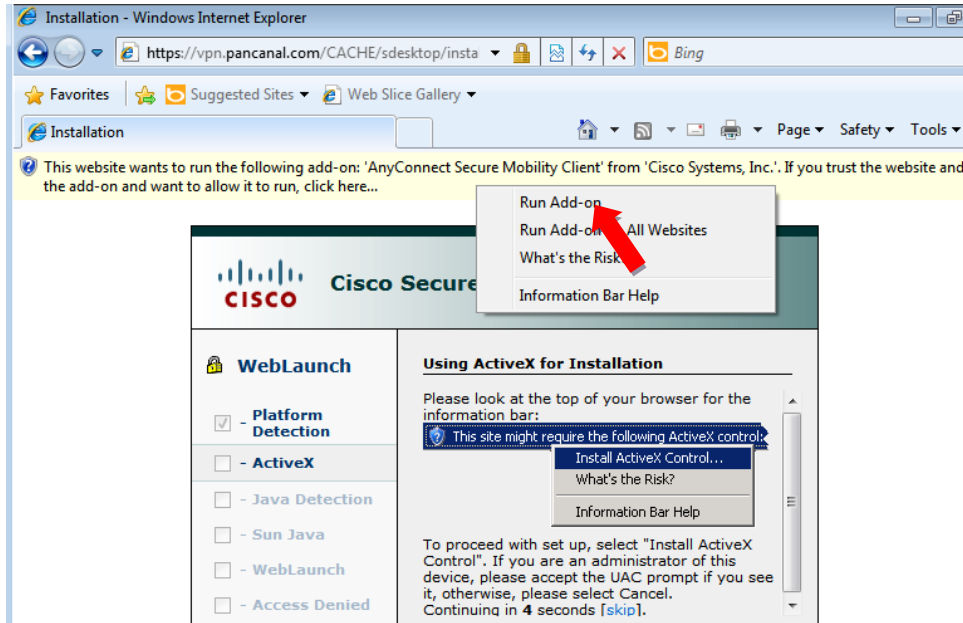 Installation - Windows Internet Explorer
https://vpn.pancanal.com/CACHE/sdesktop/insta
Bing
Favorites
Suggested Sites
Web Slice Gallery
Installation
Page
Safety
Tools
This website wants to run the following add-on: 'AnyConnect Secure Mobility Client' from 'Cisco Systems, Inc.'. If you trust the website and
the add-on and want to allow it to run, click here...
Run Add-on
Run Add-on All Websites
What's the Risk
Information Bar Help
CISCO
Cisco Secure
WebLaunch
- Platform
Detection
- ActiveX
- Java Detection
- Sun Java
- WebLaunch
- Access Denied
Using ActiveX for Installation
Please look at the top of your browser for the
information bar:
This site might require the following ActiveX control:
Install ActiveX Control...
What's the Risk?
Information Bar Help
To proceed with set up, select "Install ActiveX
Control". If you are an administrator of this
device, please accept the UAC prompt if you see
it, otherwise, please select Cancel.
Continuing in 4 seconds [skip].